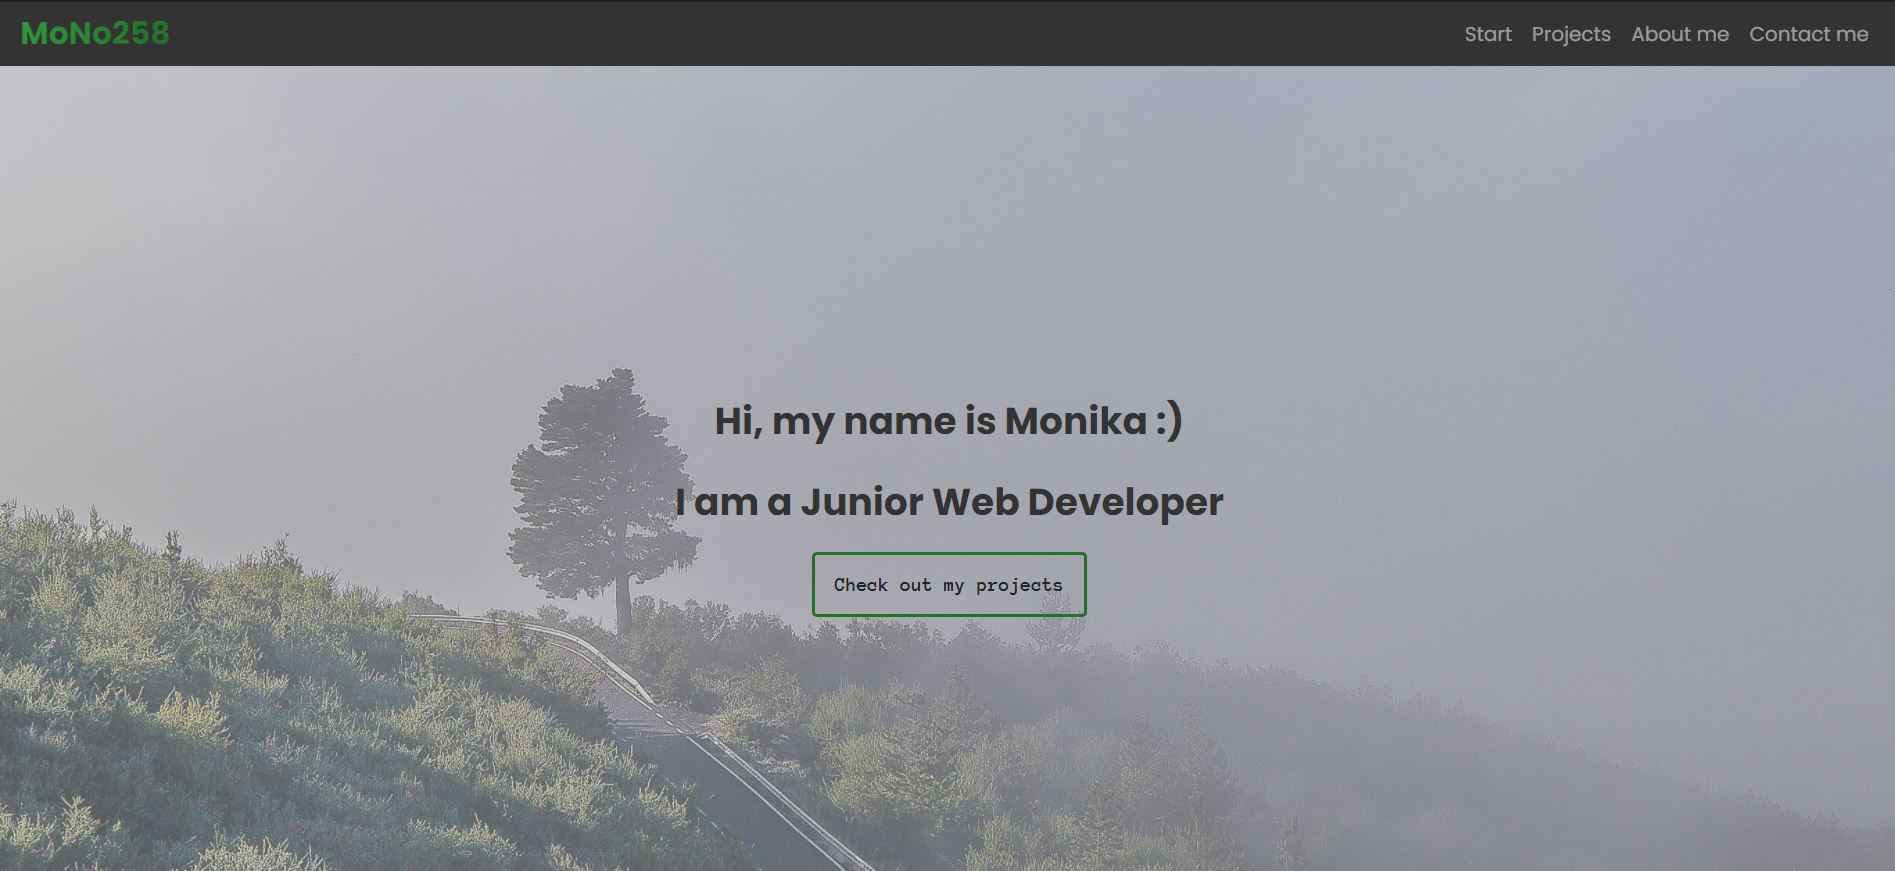 MoNo258
Start Projects About me Contact me
Hi, my name is Monika :)
I am a Junior Web Developer
Check out my projects